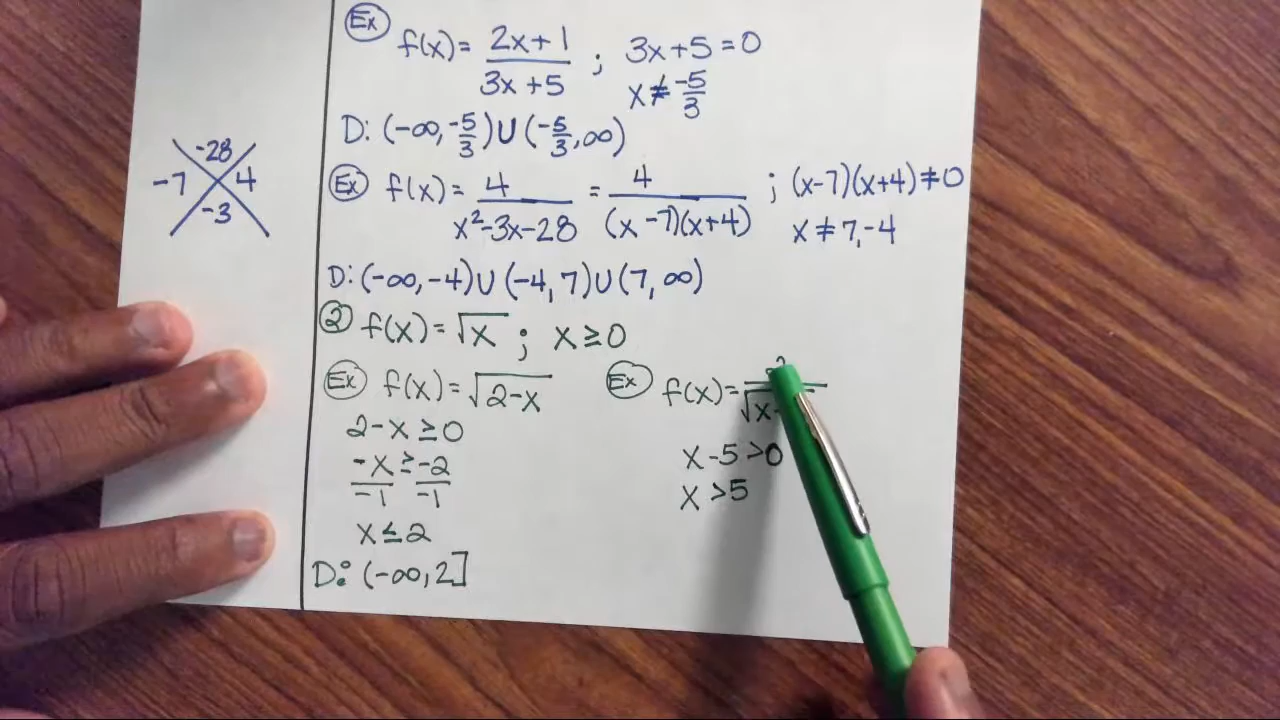 Ex f(x) = 2x+1 / 3x+5 ; 3x+5=0
x ≠ -5/3
D: (-∞, -5/3) ∪ (-5/3, ∞)
-28
-7 4
-3
Ex f(x) = 4 / x²-3x-28 = 4 / (x-7)(x+4) ; (x-7)(x+4) ≠ 0
x ≠ 7, -4
D: (-∞, -4) ∪ (-4, 7) ∪ (7, ∞)
② f(x) = √x ; x ≥ 0
Ex f(x) = √2-x
2-x ≥ 0
-x ≥ -2
-1 -1
x ≤ 2
D: (-∞, 2]
Ex f(x) = / √x-
x-5 > 0
x > 5